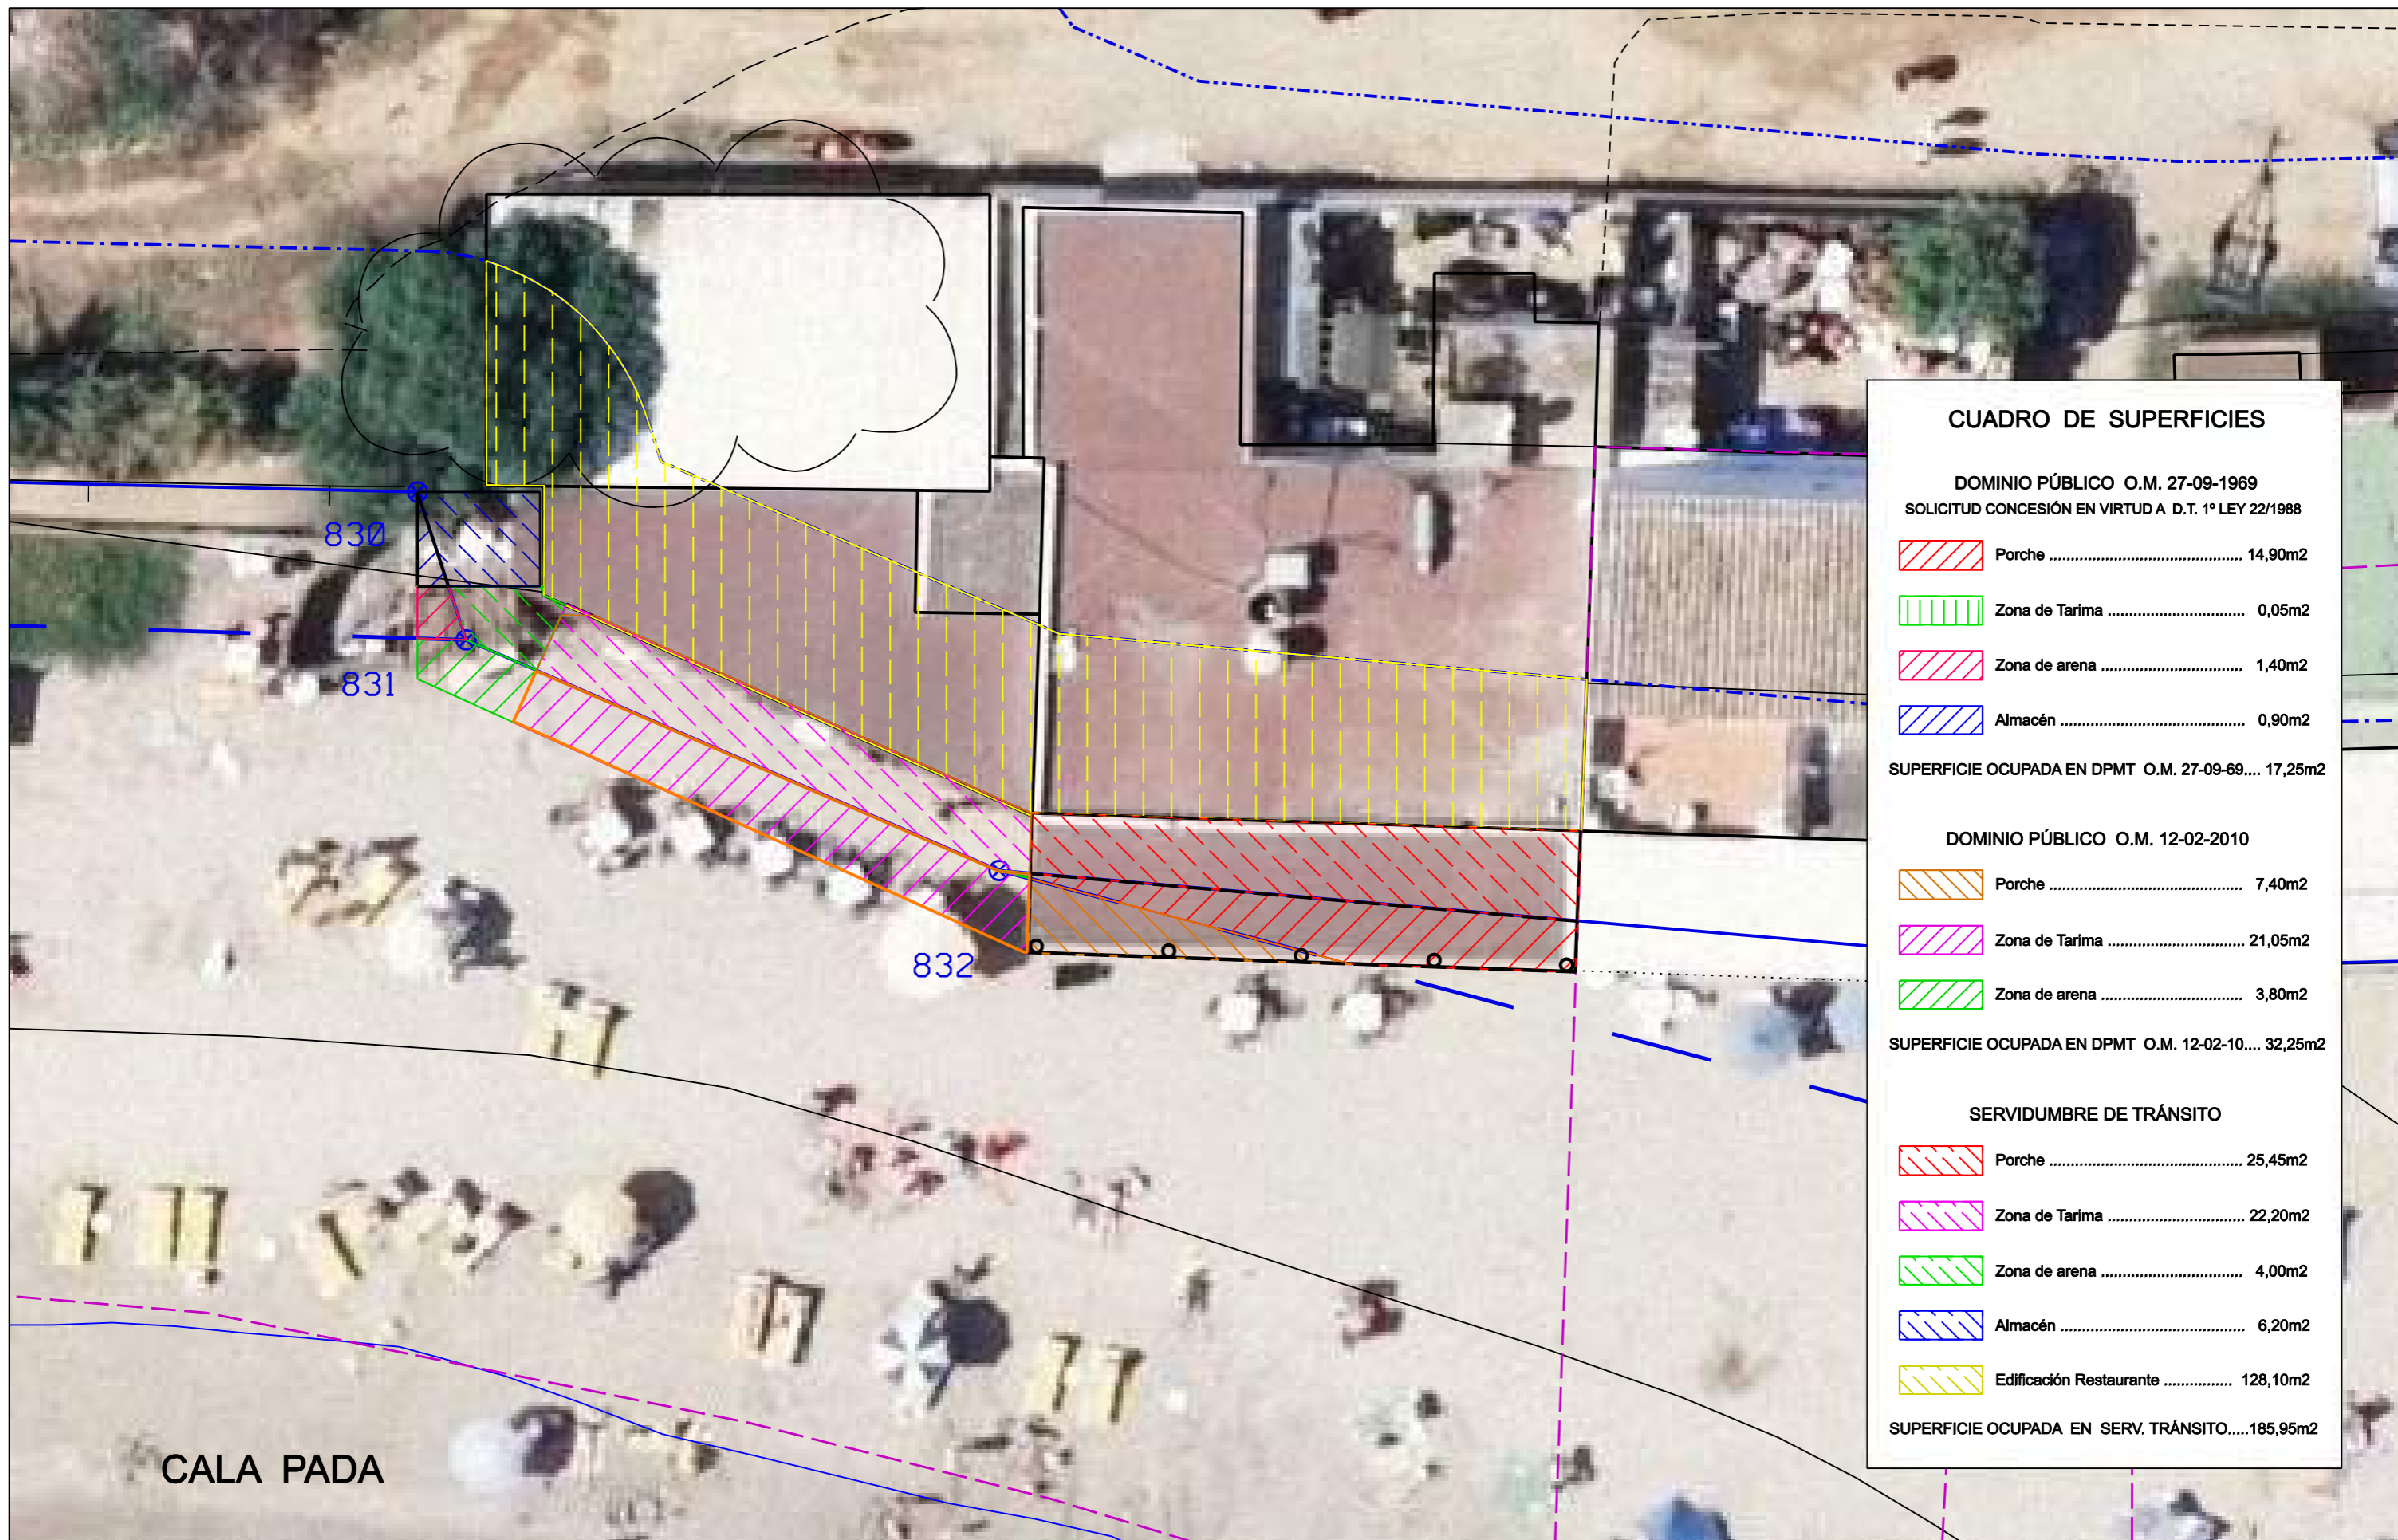 830
831
832
CALA PADA
CUADRO DE SUPERFICIES
DOMINIO PÚBLICO O.M. 27-09-1969
SOLICITUD CONCESIÓN EN VIRTUD A D.T. 1º LEY 22/1988
Porche ............................................. 14,90m2
Zona de Tarima ................................ 0,05m2
Zona de arena ................................. 1,40m2
Almacén ........................................... 0,90m2
SUPERFICIE OCUPADA EN DPMT O.M. 27-09-69.... 17,25m2
DOMINIO PÚBLICO O.M. 12-02-2010
Porche ............................................. 7,40m2
Zona de Tarima ................................ 21,05m2
Zona de arena ................................. 3,80m2
SUPERFICIE OCUPADA EN DPMT O.M. 12-02-10.... 32,25m2
SERVIDUMBRE DE TRÁNSITO
Porche ............................................. 25,45m2
Zona de Tarima ................................ 22,20m2
Zona de arena ................................. 4,00m2
Almacén ........................................... 6,20m2
Edificación Restaurante ................ 128,10m2
SUPERFICIE OCUPADA EN SERV. TRÁNSITO.....185,95m2